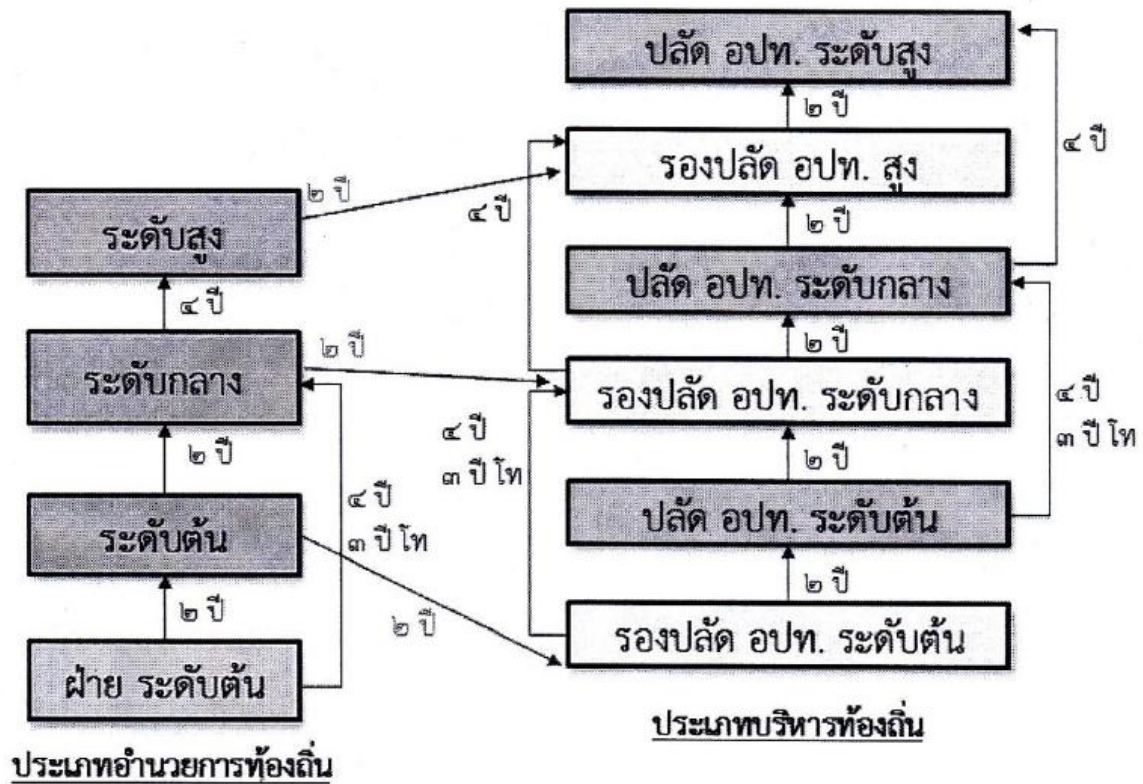 ปลัด อปท. ระดับสูง
๒ ปี
๔ ปี
รองปลัด อปท. สูง
๒ ปี
๔ ปี
ระดับสูง
๒ ปี
ปลัด อปท. ระดับกลาง
๔ ปี
๒ ปี
๒ ปี
ระดับกลาง
รองปลัด อปท. ระดับกลาง
๔ ปี
๓ ปี โท
๔ ปี
๓ ปี โท
๒ ปี
๒ ปี
๔ ปี
๓ ปี โท
ระดับต้น
ปลัด อปท. ระดับต้น
๒ ปี
๒ ปี
๒ ปี
ฝ่าย ระดับต้น
รองปลัด อปท. ระดับต้น
ประเภทบริหารท้องถิ่น
ประเภทอำนวยการท้องถิ่น